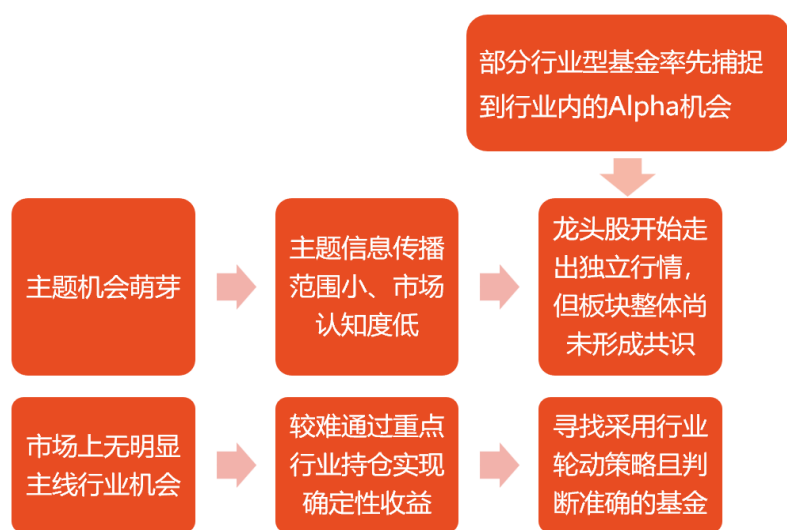 部分行业型基金率先捕捉
到行业内的Alpha机会
主题机会萌芽
主题信息传播
范围小、市场
认知度低
龙头股开始走
出独立行情，
但板块整体尚
未形成共识
市场上无明显
主线行业机会
较难通过重点
行业持仓实现
确定性收益
寻找采用行业
轮动策略且判
断准确的基金